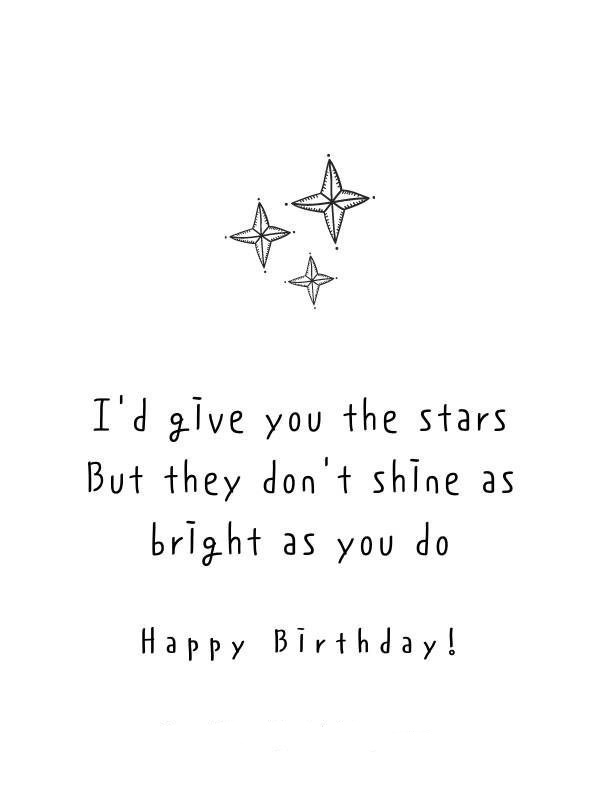 I'd give you the stars
But they don't shine as
bright as you do
Happy Birthday!